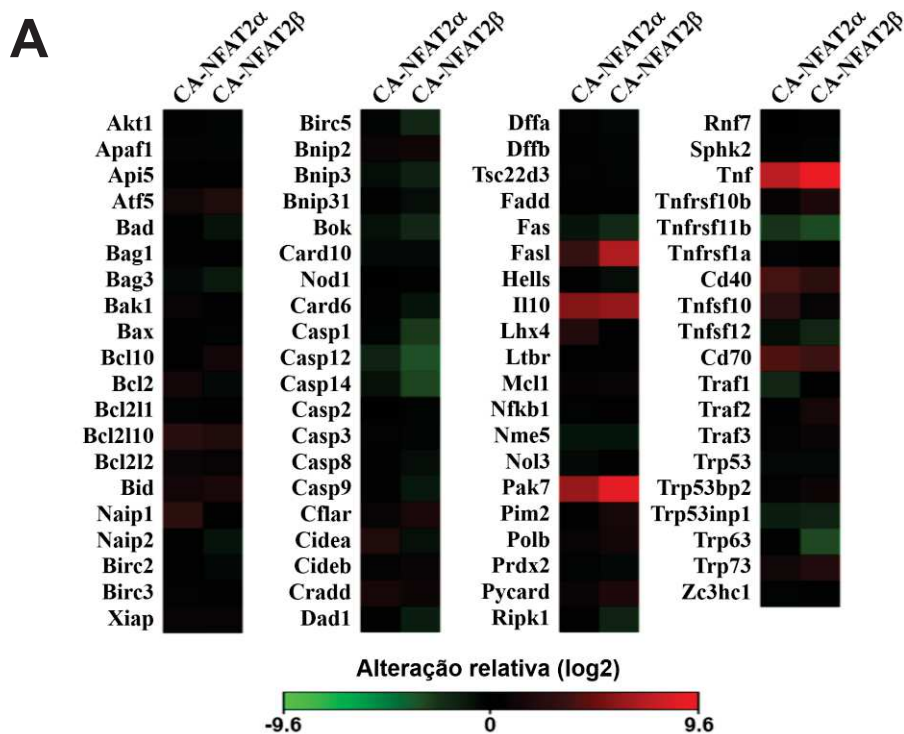 A
CA-NFAT2α
CA-NFAT2β
Akt1
Apaf1
Api5
Atf5
Bad
Bag1
Bag3
Bak1
Bax
Bcl10
Bcl2
Bcl2l1
Bcl2l10
Bcl2l2
Bid
Naip1
Naip2
Birc2
Birc3
Xiap
CA-NFAT2α
CA-NFAT2β
Birc5
Bnip2
Bnip3
Bnip31
Bok
Card10
Nod1
Card6
Casp1
Casp12
Casp14
Casp2
Casp3
Casp8
Casp9
Cflar
Cidea
Cideb
Cradd
Dad1
CA-NFAT2α
CA-NFAT2β
Dffa
Dffb
Tsc22d3
Fadd
Fas
Fasl
Hells
Il10
Lhx4
Ltbr
Mcl1
Nfkb1
Nme5
Nol3
Pak7
Pim2
Polb
Prdx2
Pycard
Ripk1
CA-NFAT2α
CA-NFAT2β
Rnf7
Sphk2
Tnf
Tnfrsf10b
Tnfrsf11b
Tnfrsf1a
Cd40
Tnfsf10
Tnfsf12
Cd70
Traf1
Traf2
Traf3
Trp53
Trp53bp2
Trp53inp1
Trp63
Trp73
Zc3hc1
Alteração relativa (log2)
-9.6 0 9.6